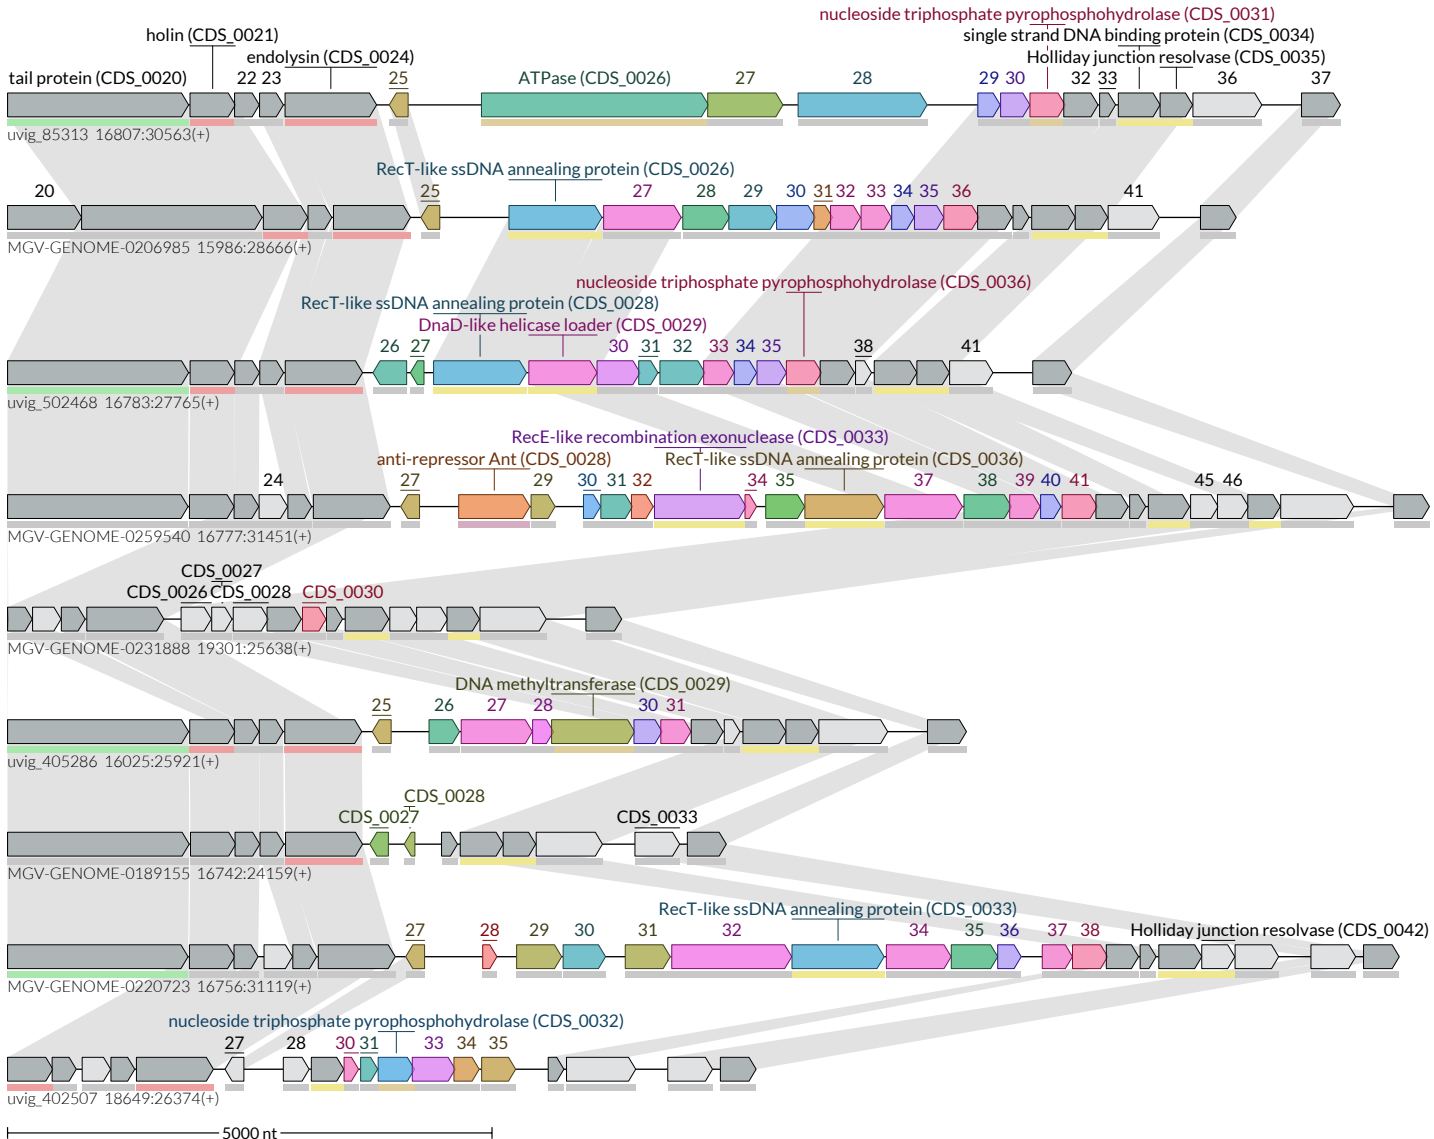 nucleoside triphosphate pyrophosphohydrolase (CDS_0031)
holin (CDS_0021) single strand DNA binding protein (CDS_0034)
endolysin (CDS_0024) Holliday junction resolvase (CDS_0035)
tail protein (CDS_0020) 22 23 25 ATPase (CDS_0026) 27 28 29 30 32 33 36 37
uvig_85313 16807:30563(+)
RecT-like ssDNA annealing protein (CDS_0026)
20 25 27 28 29 30 31 32 33 34 35 36 41
MGV-GENOME-0206985 15986:28666(+)
nucleoside triphosphate pyrophosphohydrolase (CDS_0036)
RecT-like ssDNA annealing protein (CDS_0028)
DnaD-like helicase loader (CDS_0029)
26 27 30 31 32 33 34 35 38 41
uvig_502468 16783:27765(+)
RecE-like recombination exonuclease (CDS_0033)
anti-repressor Ant (CDS_0028) RecT-like ssDNA annealing protein (CDS_0036)
24 27 29 30 31 32 34 35 37 38 39 40 41 45 46
MGV-GENOME-0259540 16777:31451(+)
CDS_0027
CDS_0026 CDS_0028 CDS_0030
MGV-GENOME-0231888 19301:25638(+)
DNA methyltransferase (CDS_0029)
25 26 27 28 30 31
uvig_405286 16025:25921(+)
CDS_0028
CDS_0027 CDS_0033
MGV-GENOME-0189155 16742:24159(+)
RecT-like ssDNA annealing protein (CDS_0033)
27 28 29 30 31 32 34 35 36 37 38 Holliday junction resolvase (CDS_0042)
MGV-GENOME-0220723 16756:31119(+)
nucleoside triphosphate pyrophosphohydrolase (CDS_0032)
27 28 30 31 33 34 35
uvig_402507 18649:26374(+)
5000 nt